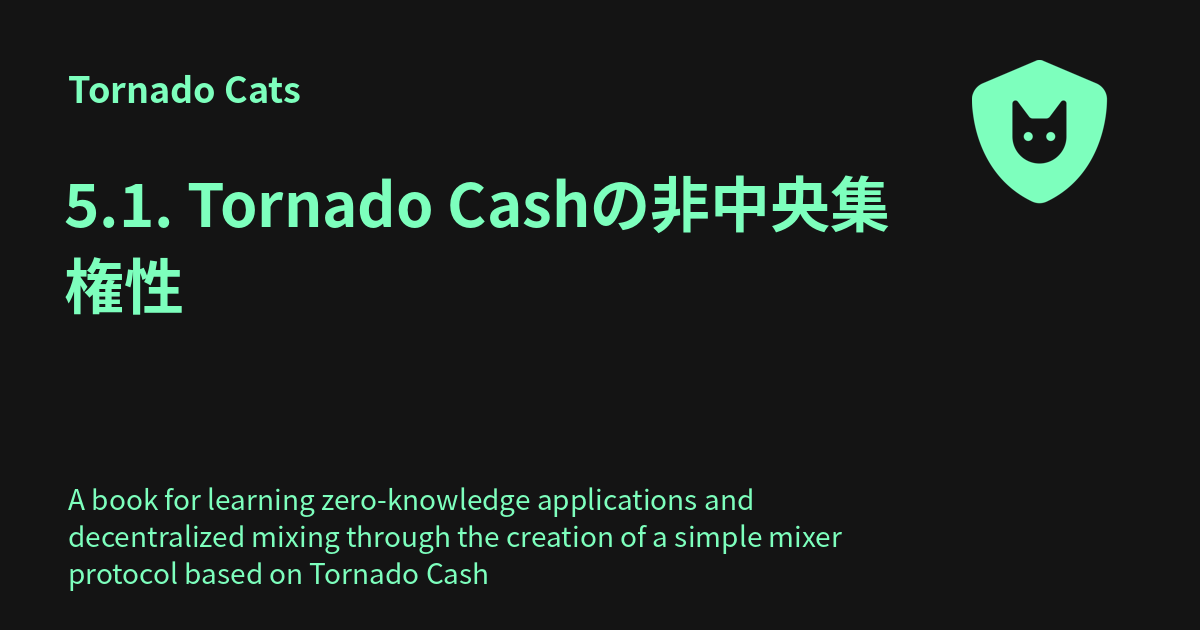 Tornado Cats
5.1. Tornado Cashの非中央集
権性
A book for learning zero-knowledge applications and
decentralized mixing through the creation of a simple mixer
protocol based on Tornado Cash